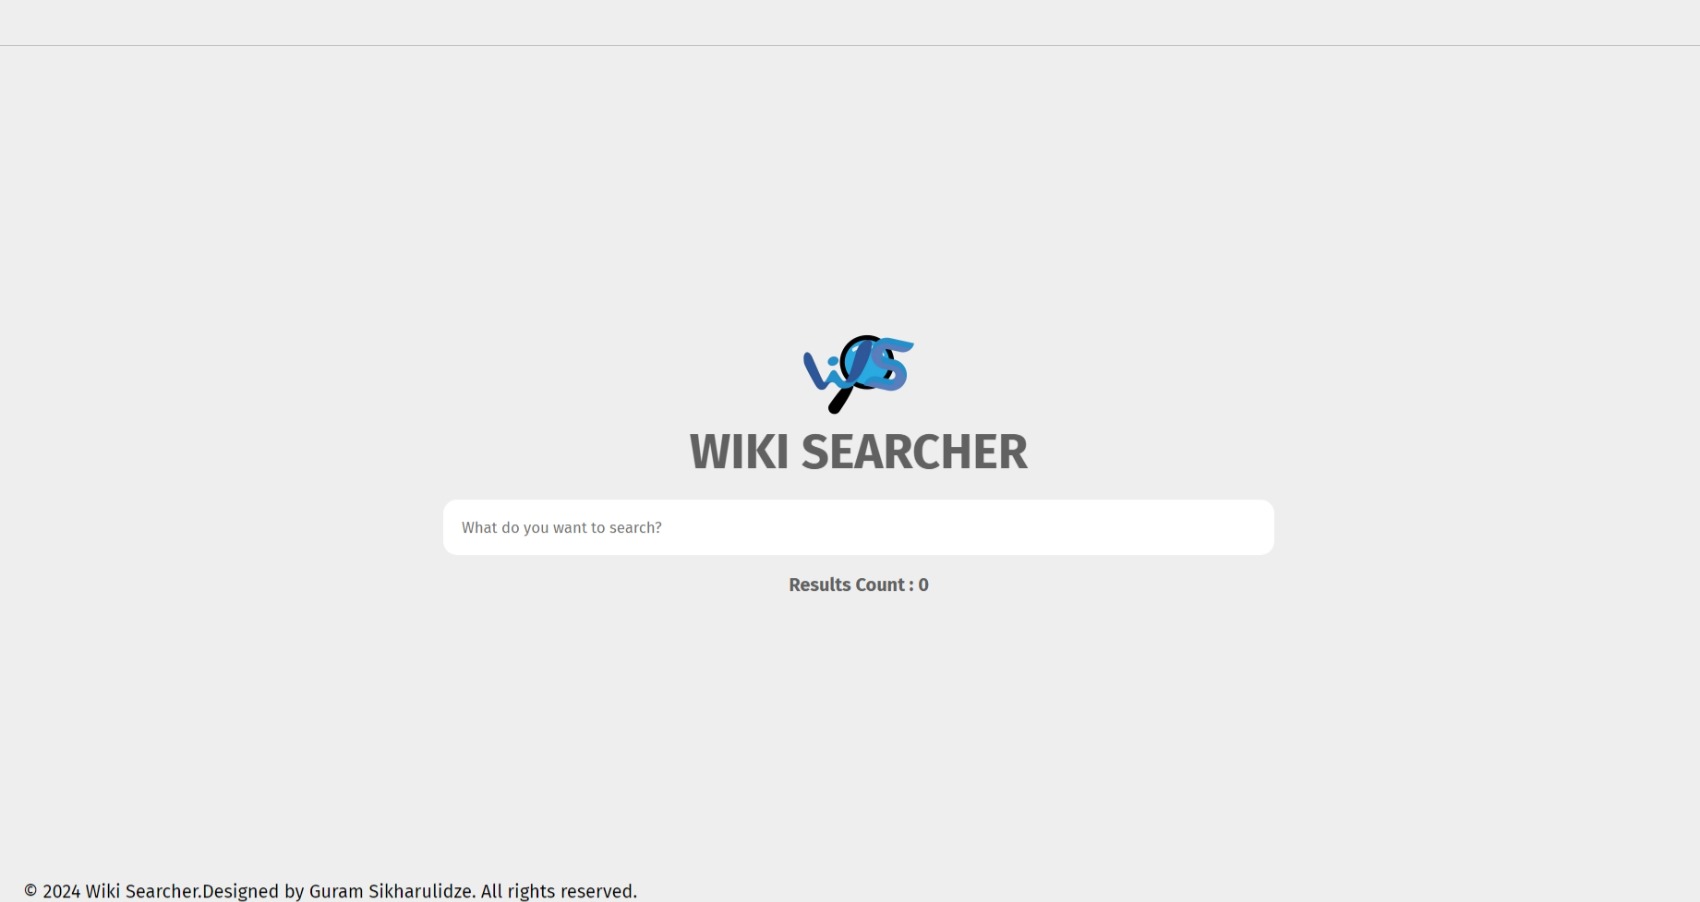 WiS
WIKI SEARCHER
What do you want to search?
Results Count : 0
© 2024 Wiki Searcher.Designed by Guram Sikharulidze. All rights reserved.